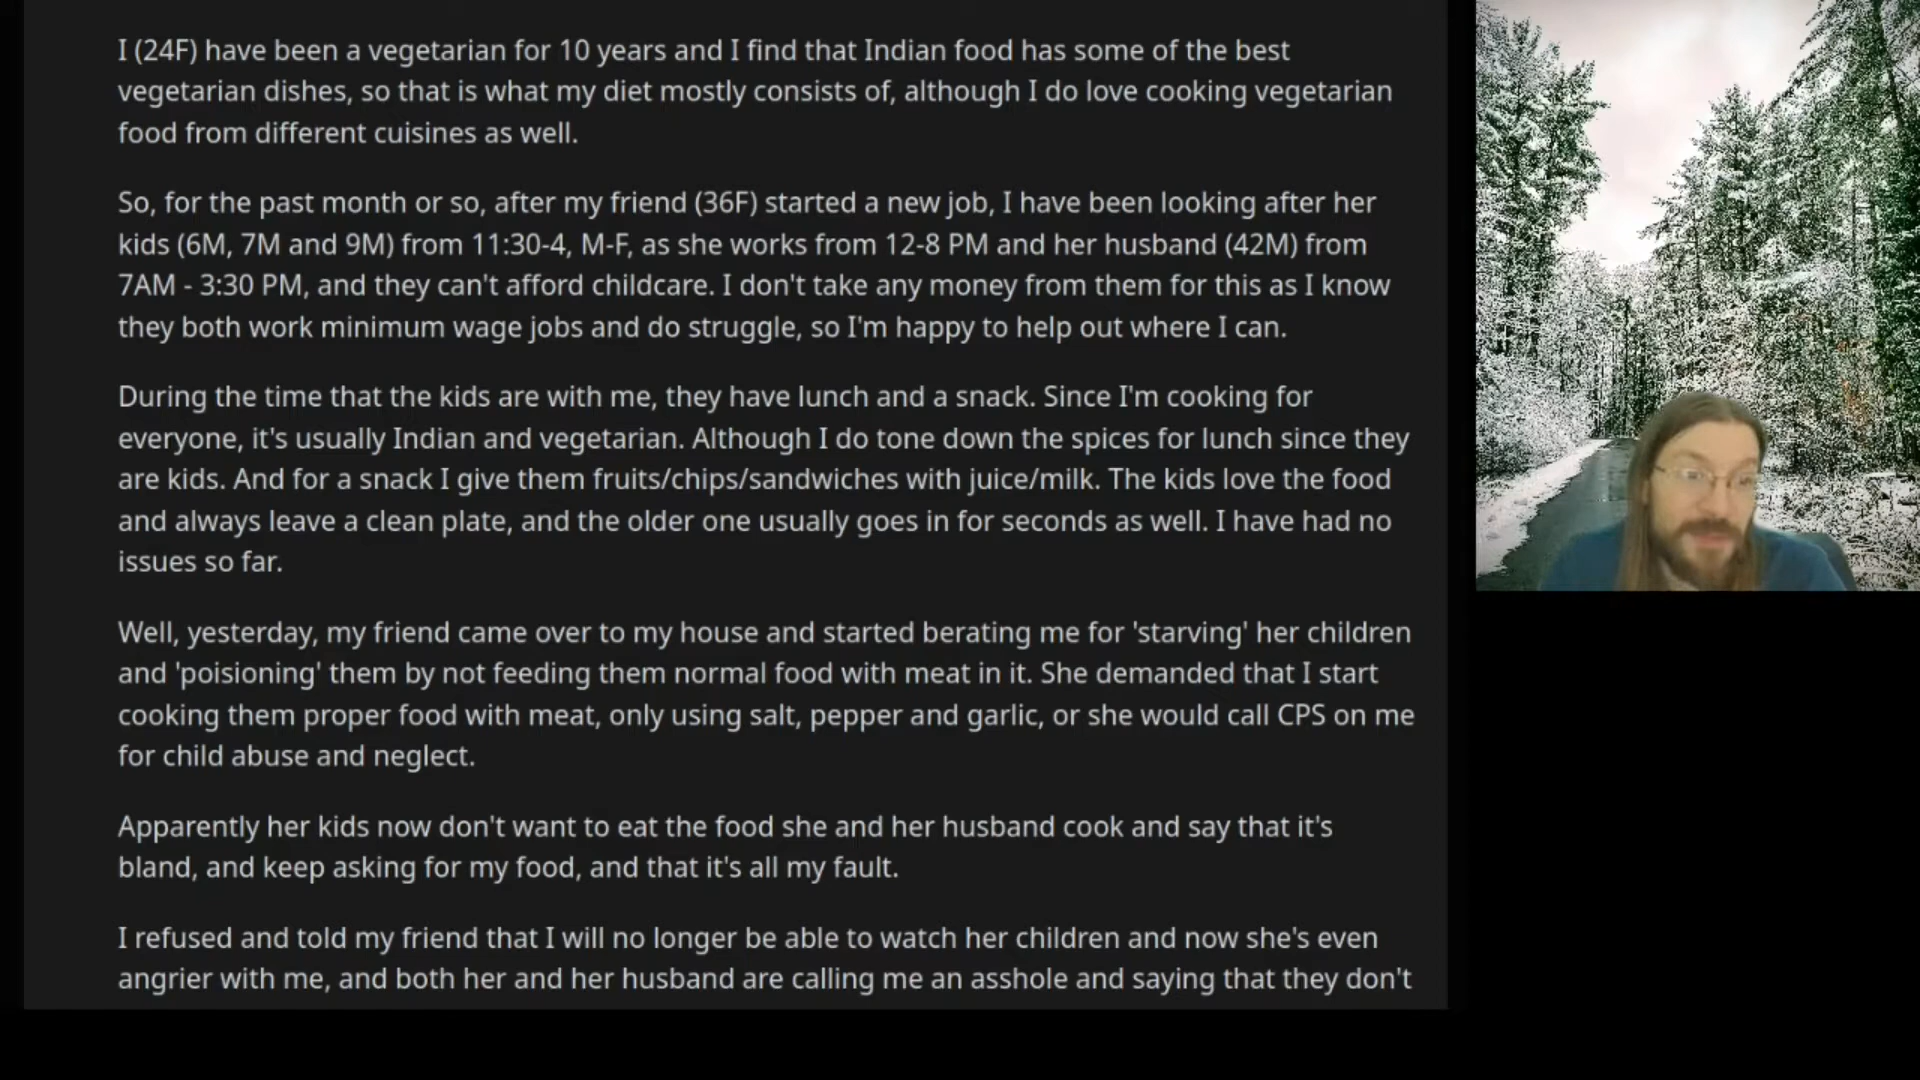 I (24F) have been a vegetarian for 10 years and I find that Indian food has some of the best
vegetarian dishes, so that is what my diet mostly consists of, although I do love cooking vegetarian
food from different cuisines as well.
So, for the past month or so, after my friend (36F) started a new job, I have been looking after her
kids (6M, 7M and 9M) from 11:30-4, M-F, as she works from 12-8 PM and her husband (42M) from
7AM - 3:30 PM, and they can't afford childcare. I don't take any money from them for this as I know
they both work minimum wage jobs and do struggle, so I'm happy to help out where I can.
During the time that the kids are with me, they have lunch and a snack. Since I'm cooking for
everyone, it's usually Indian and vegetarian. Although I do tone down the spices for lunch since they
are kids. And for a snack I give them fruits/chips/sandwiches with juice/milk. The kids love the food
and always leave a clean plate, and the older one usually goes in for seconds as well. I have had no
issues so far.
Well, yesterday, my friend came over to my house and started berating me for 'starving' her children
and 'poisioning' them by not feeding them normal food with meat in it. She demanded that I start
cooking them proper food with meat, only using salt, pepper and garlic, or she would call CPS on me
for child abuse and neglect.
Apparently her kids now don't want to eat the food she and her husband cook and say that it's
bland, and keep asking for my food, and that it's all my fault.
I refused and told my friend that I will no longer be able to watch her children and now she's even
angrier with me, and both her and her husband are calling me an asshole and saying that they don't